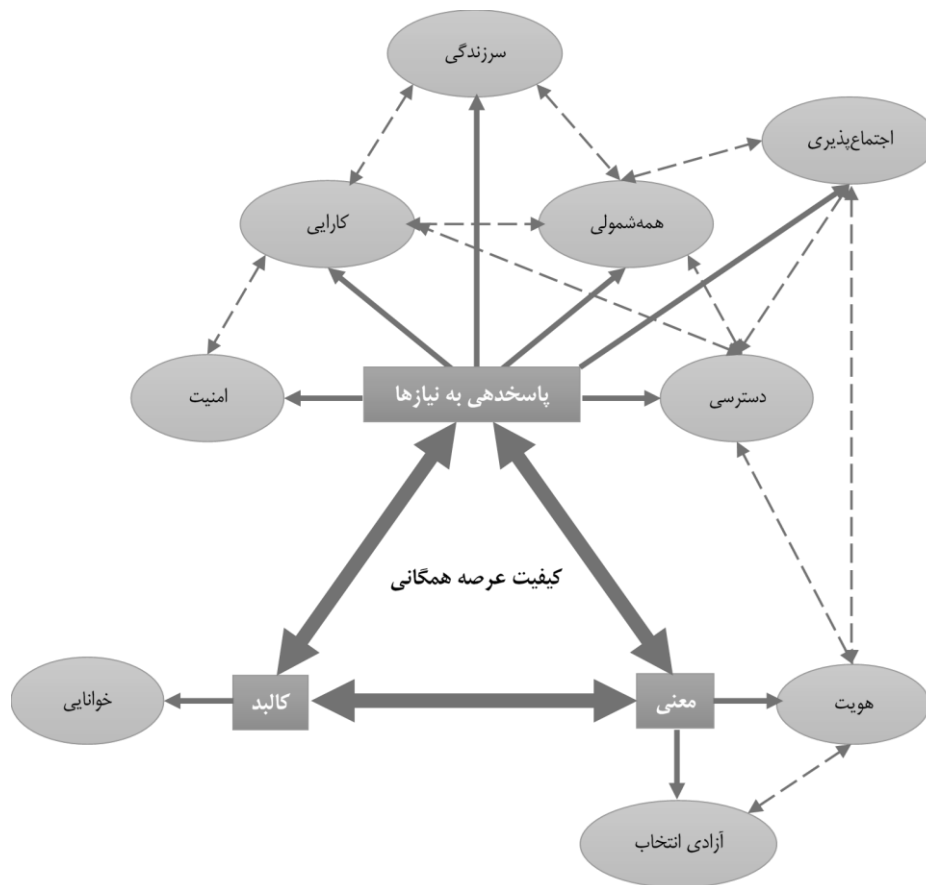 سرزندگی
اجتماع‌پذیری
همه‌شمولی
کارایی
دسترسی
پاسخدهی به نیازها
امنیت
کیفیت عرصه همگانی
هویت
معنی
کالبد
خوانایی
آزادی انتخاب